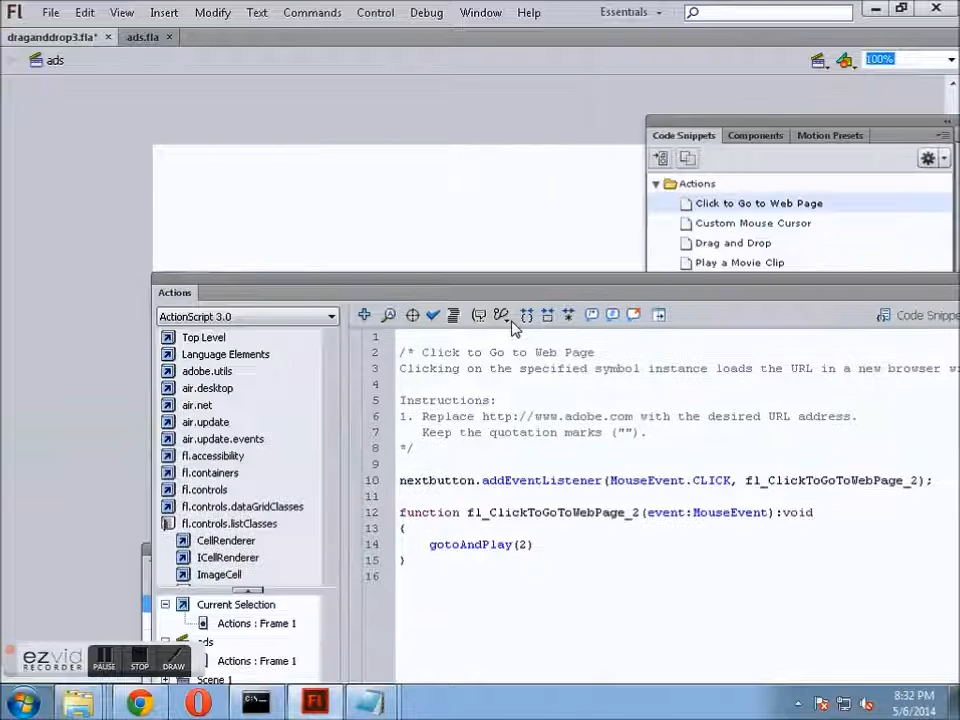 Fl File Edit View Insert Modify Text Commands Control Debug Window Help Essentials
draganddrop3.fla* × ads.fla ×
ads 100%
Code Snippets Components Motion Presets
Actions
Click to Go to Web Page
Custom Mouse Cursor
Drag and Drop
Play a Movie Clip
Actions
ActionScript 3.0
Code Snippe
Top Level
Language Elements
adobe.utils
air.desktop
air.net
air.update
air.update.events
fl.accessibility
fl.containers
fl.controls
fl.controls.dataGridClasses
fl.controls.listClasses
CellRenderer
ICellRenderer
ImageCell
Current Selection
Actions : Frame 1
ads
Actions : Frame 1
Scene 1
1
2 /* Click to Go to Web Page
3 Clicking on the specified symbol instance loads the URL in a new browser w
4
5 Instructions:
6 1. Replace http://www.adobe.com with the desired URL address.
7 Keep the quotation marks ("").
8 */
9
10 nextbutton.addEventListener(MouseEvent.CLICK, fl_ClickToGoToWebPage_2);
11
12 function fl_ClickToGoToWebPage_2(event:MouseEvent):void
13 {
14 gotoAndPlay(2)
15 }
16
ezvid
RECORDER
PAUSE STOP DRAW
C:\_
Fl
8:32 PM
5/6/2014